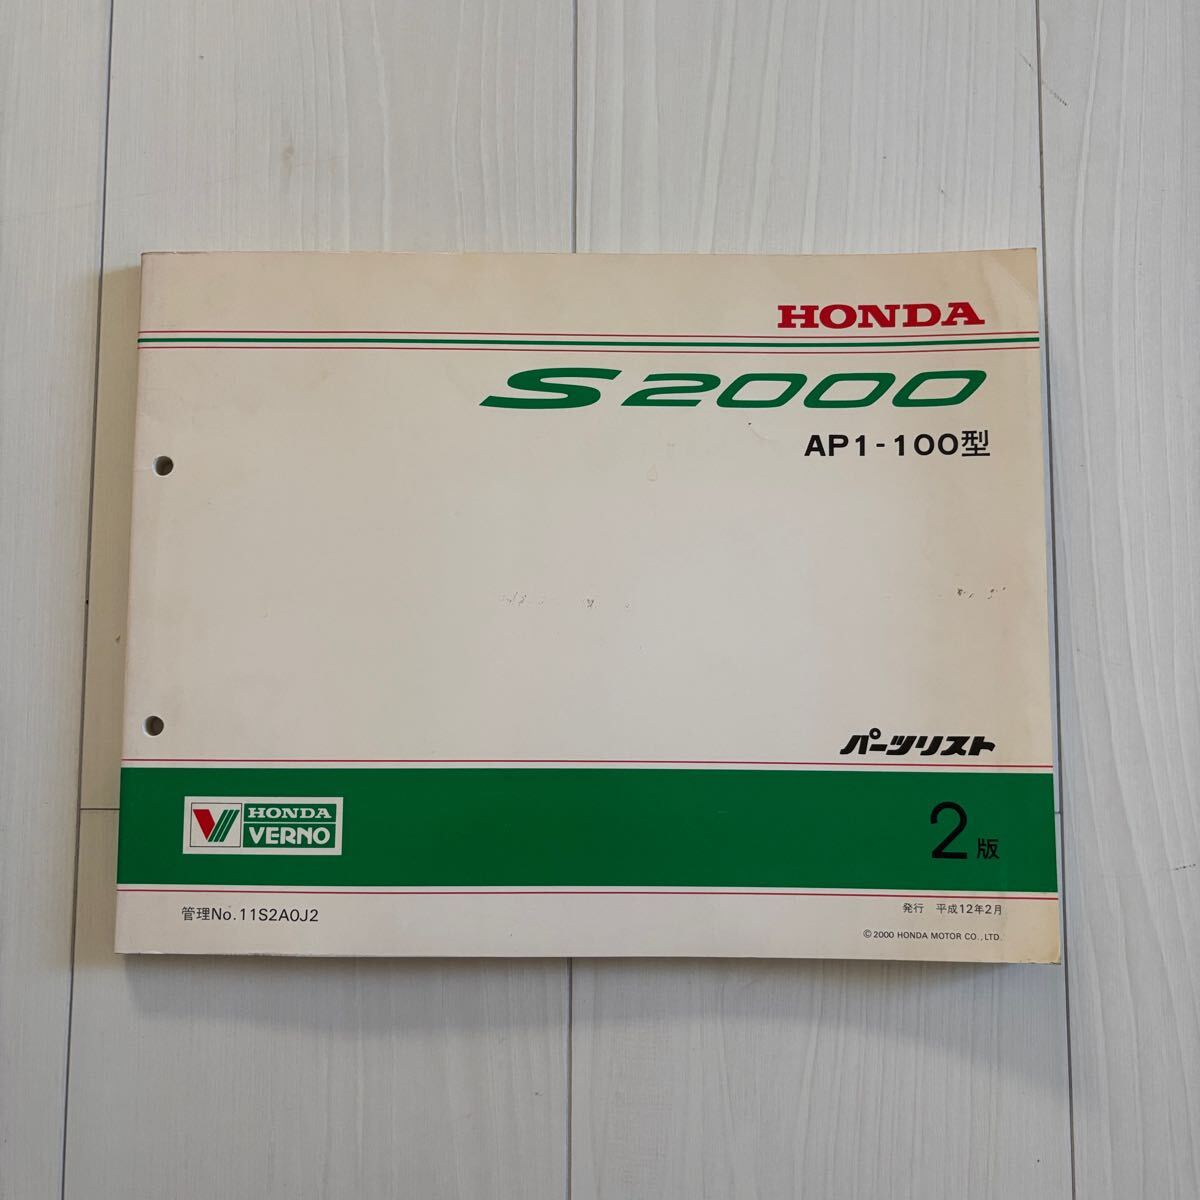 HONDA
S2000
AP1-100型
パーツリスト
HONDA
VERNO
2版
管理No.11S2A0J2
発行 平成12年2月
©2000 HONDA MOTOR CO.,LTD.